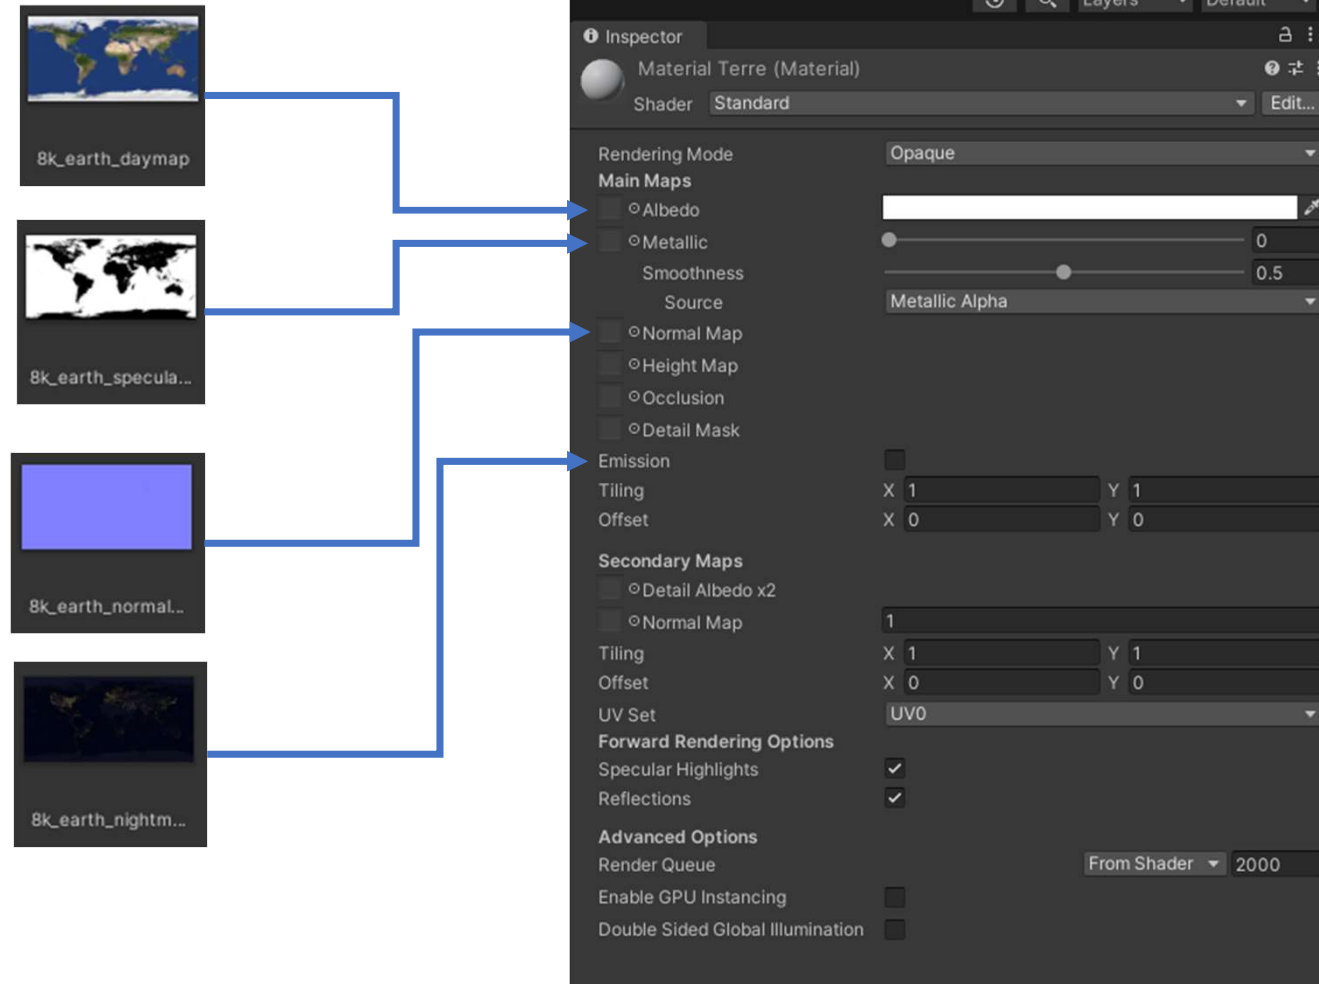 8k_earth_daymap
8k_earth_specula...
8k_earth_normal...
8k_earth_nightm...
Layers Default
Inspector
Material Terre (Material)
Shader Standard Edit...
Rendering Mode Opaque
Main Maps
Albedo
Metallic 0
Smoothness 0.5
Source Metallic Alpha
Normal Map
Height Map
Occlusion
Detail Mask
Emission
Tiling X 1 Y 1
Offset X 0 Y 0
Secondary Maps
Detail Albedo x2
Normal Map 1
Tiling X 1 Y 1
Offset X 0 Y 0
UV Set UV0
Forward Rendering Options
Specular Highlights
Reflections
Advanced Options
Render Queue From Shader 2000
Enable GPU Instancing
Double Sided Global Illumination